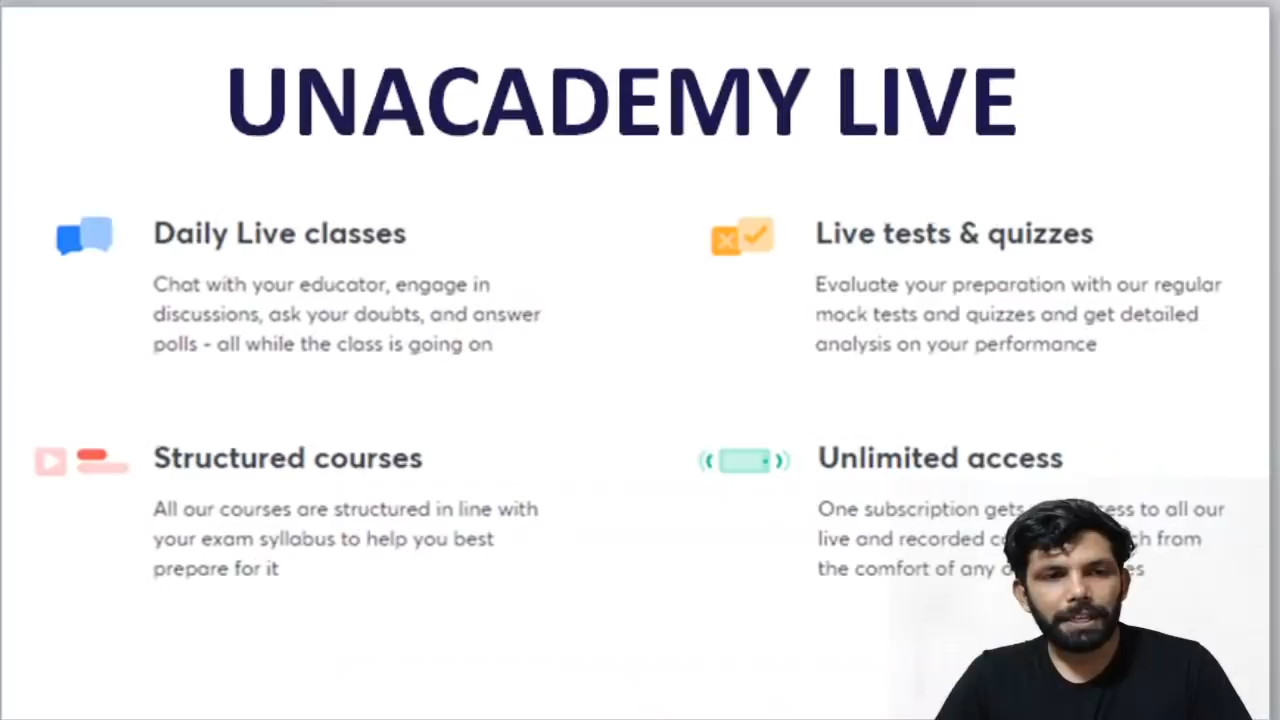 UNACADEMY LIVE
Daily Live classes
Chat with your educator, engage in
discussions, ask your doubts, and answer
polls - all while the class is going on
Live tests & quizzes
Evaluate your preparation with our regular
mock tests and quizzes and get detailed
analysis on your performance
Structured courses
All our courses are structured in line with
your exam syllabus to help you best
prepare for it
Unlimited access
One subscription gets to all our
live and recorded from
the comfort of any